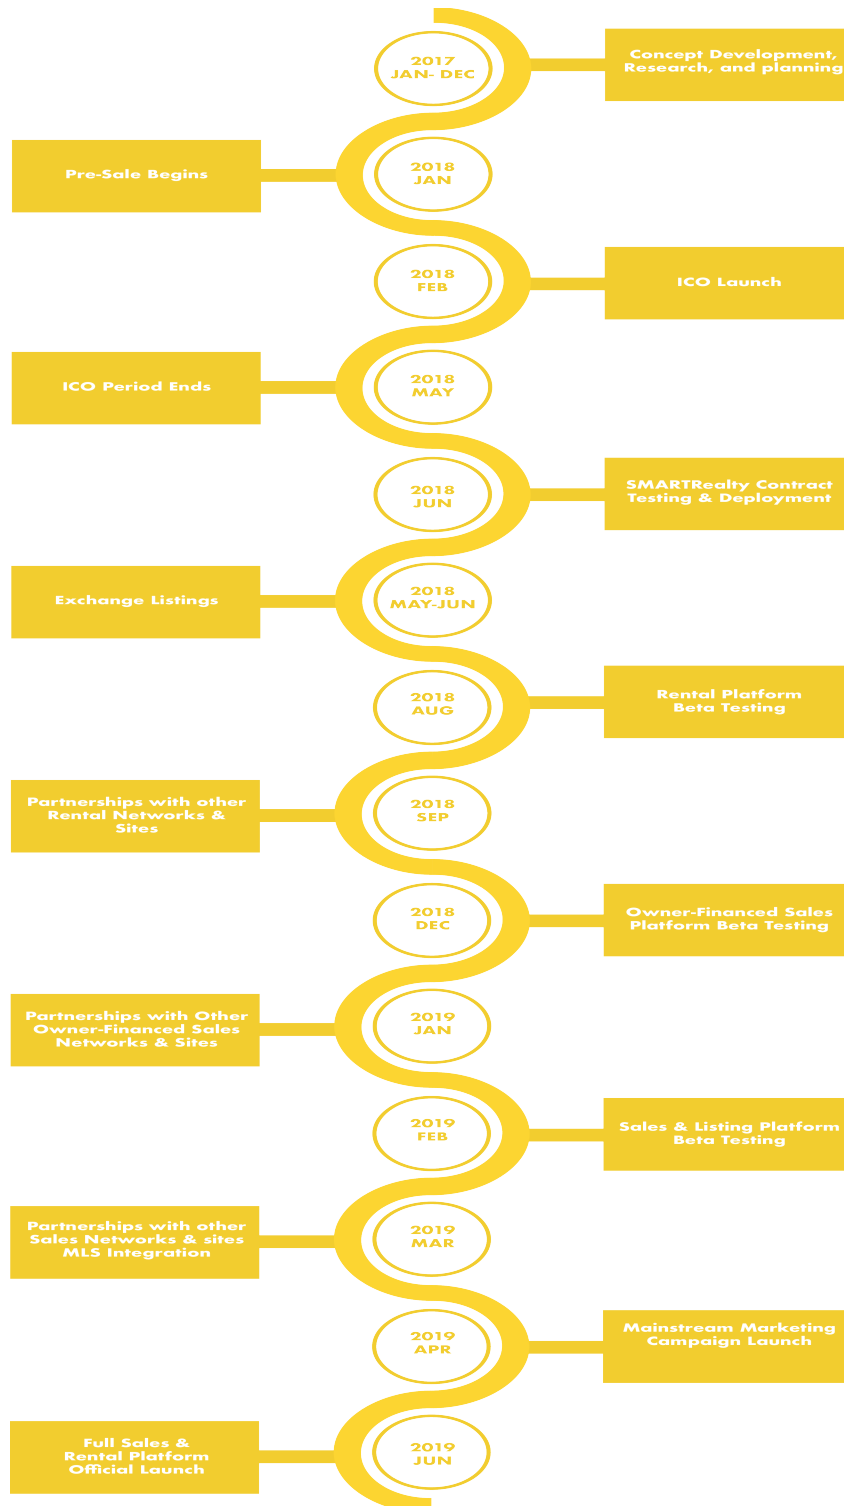 2017
JAN- DEC
Concept Development,
Research, and planning
Pre-Sale Begins
2018
JAN
2018
FEB
ICO Launch
ICO Period Ends
2018
MAY
2018
JUN
SMARTRealty Contract
Testing & Deployment
Exchange Listings
2018
MAY-JUN
2018
AUG
Rental Platform
Beta Testing
Partnerships with other
Rental Networks &
Sites
2018
SEP
2018
DEC
Owner-Financed Sales
Platform Beta Testing
Partnerships with Other
Owner-Financed Sales
Networks & Sites
2019
JAN
2019
FEB
Sales & Listing Platform
Beta Testing
Partnerships with other
Sales Networks & sites
MLS Integration
2019
MAR
2019
APR
Mainstream Marketing
Campaign Launch
Full Sales &
Rental Platform
Official Launch
2019
JUN